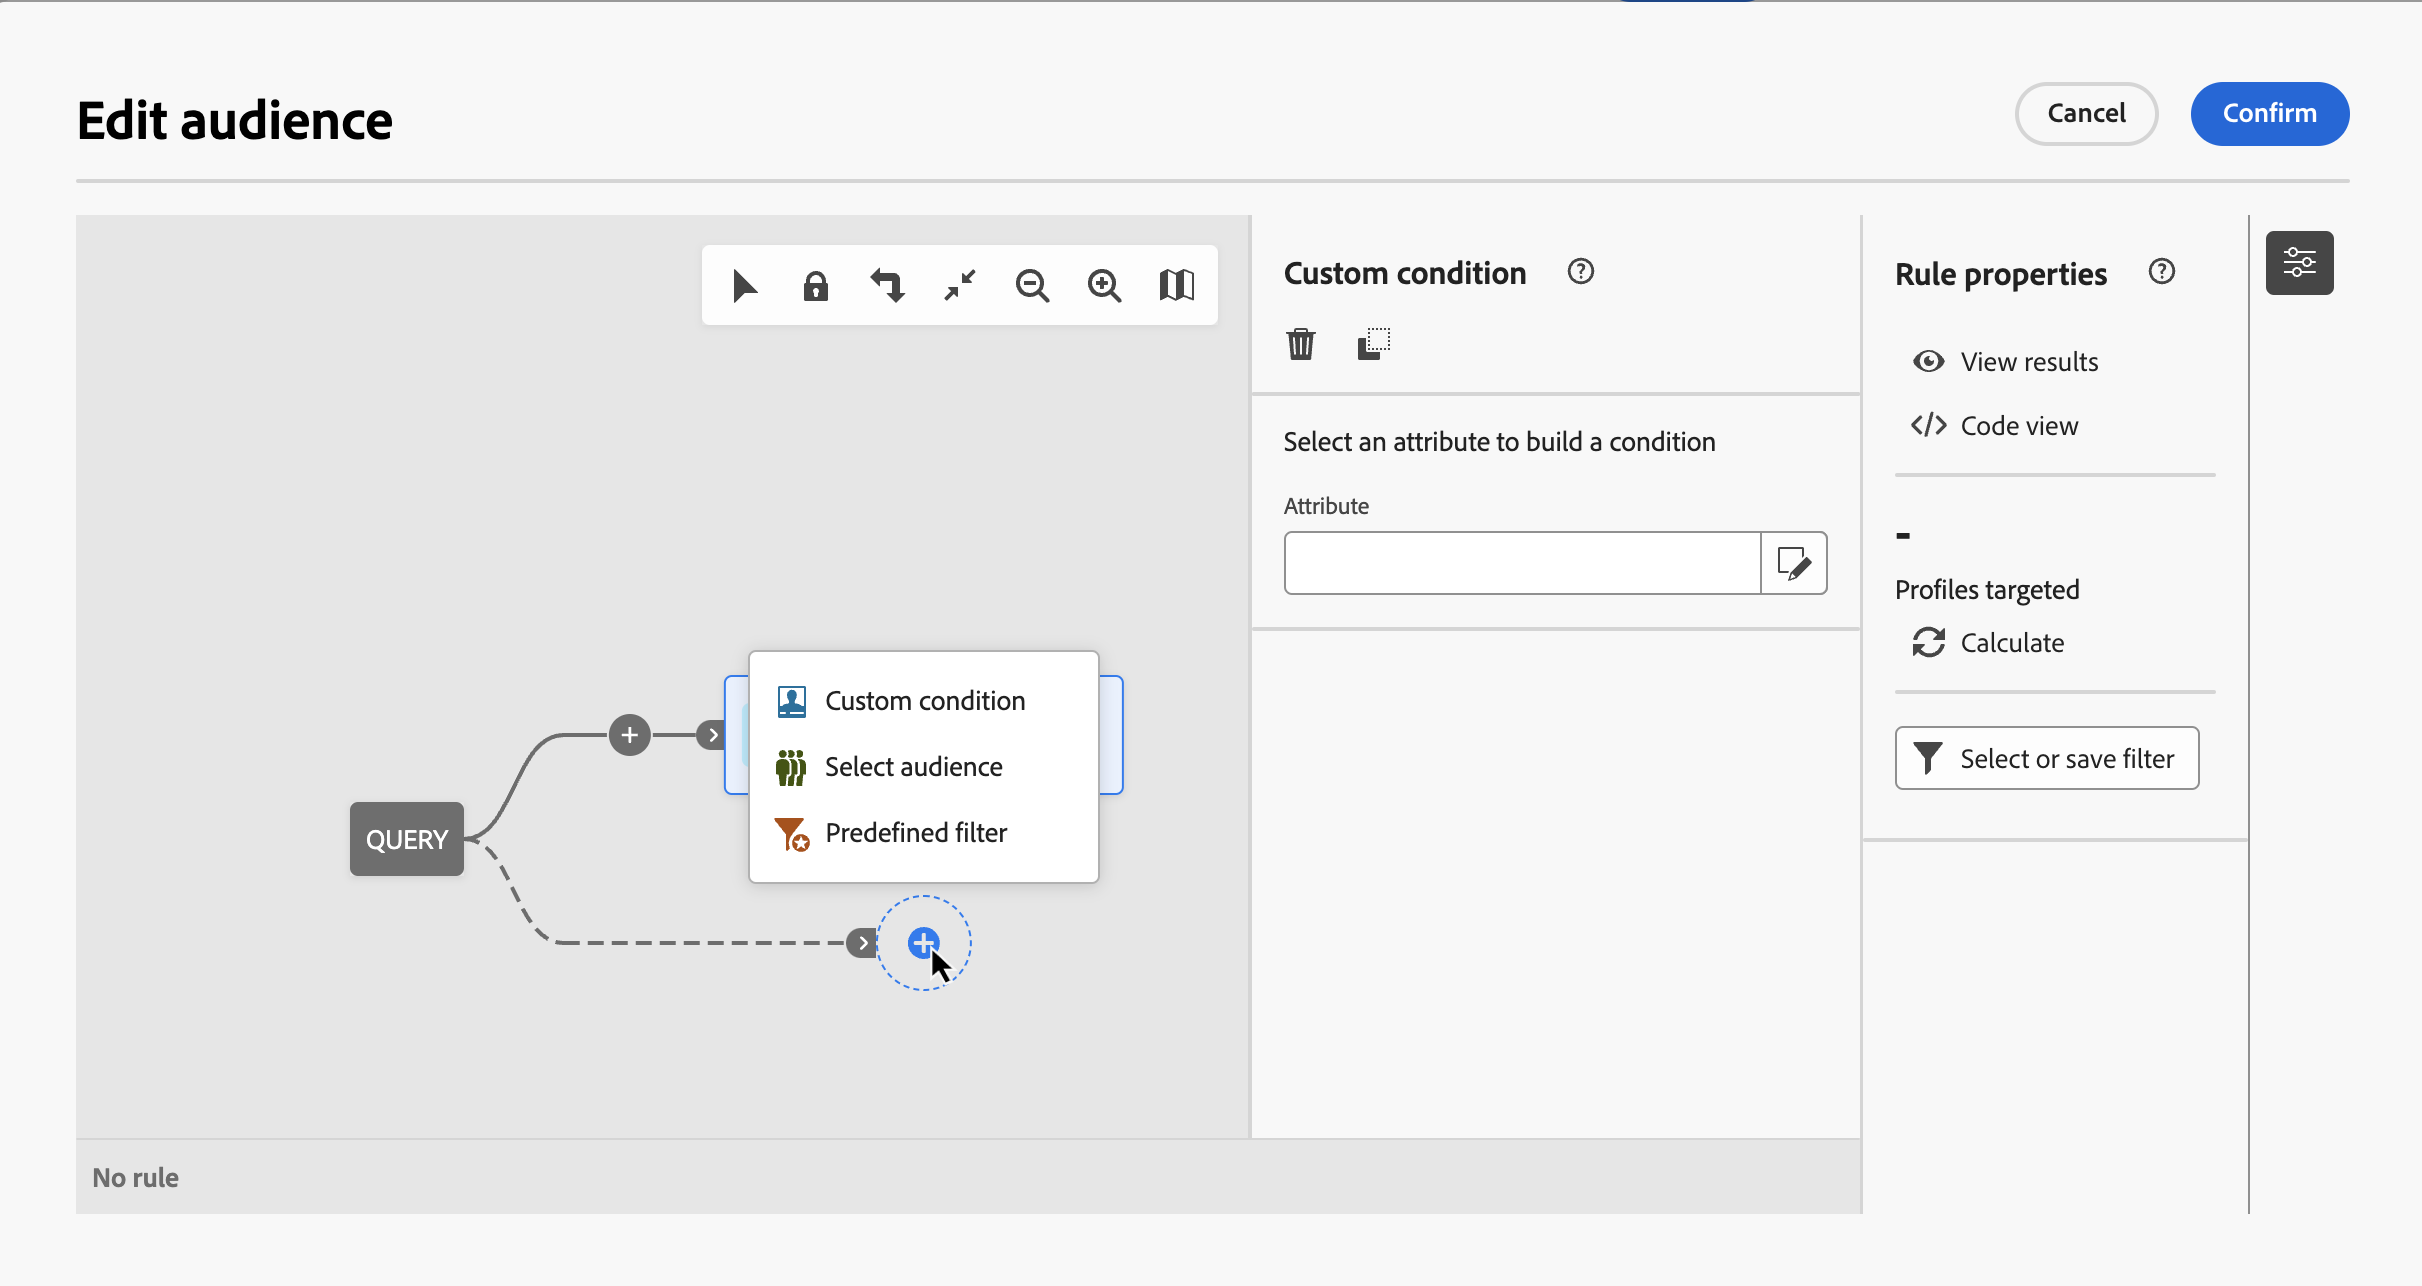 Edit audience
Cancel
Confirm
Custom condition
Select an attribute to build a condition
Attribute
Rule properties
View results
Code view
-
Profiles targeted
Calculate
Select or save filter
QUERY
Custom condition
Select audience
Predefined filter
No rule